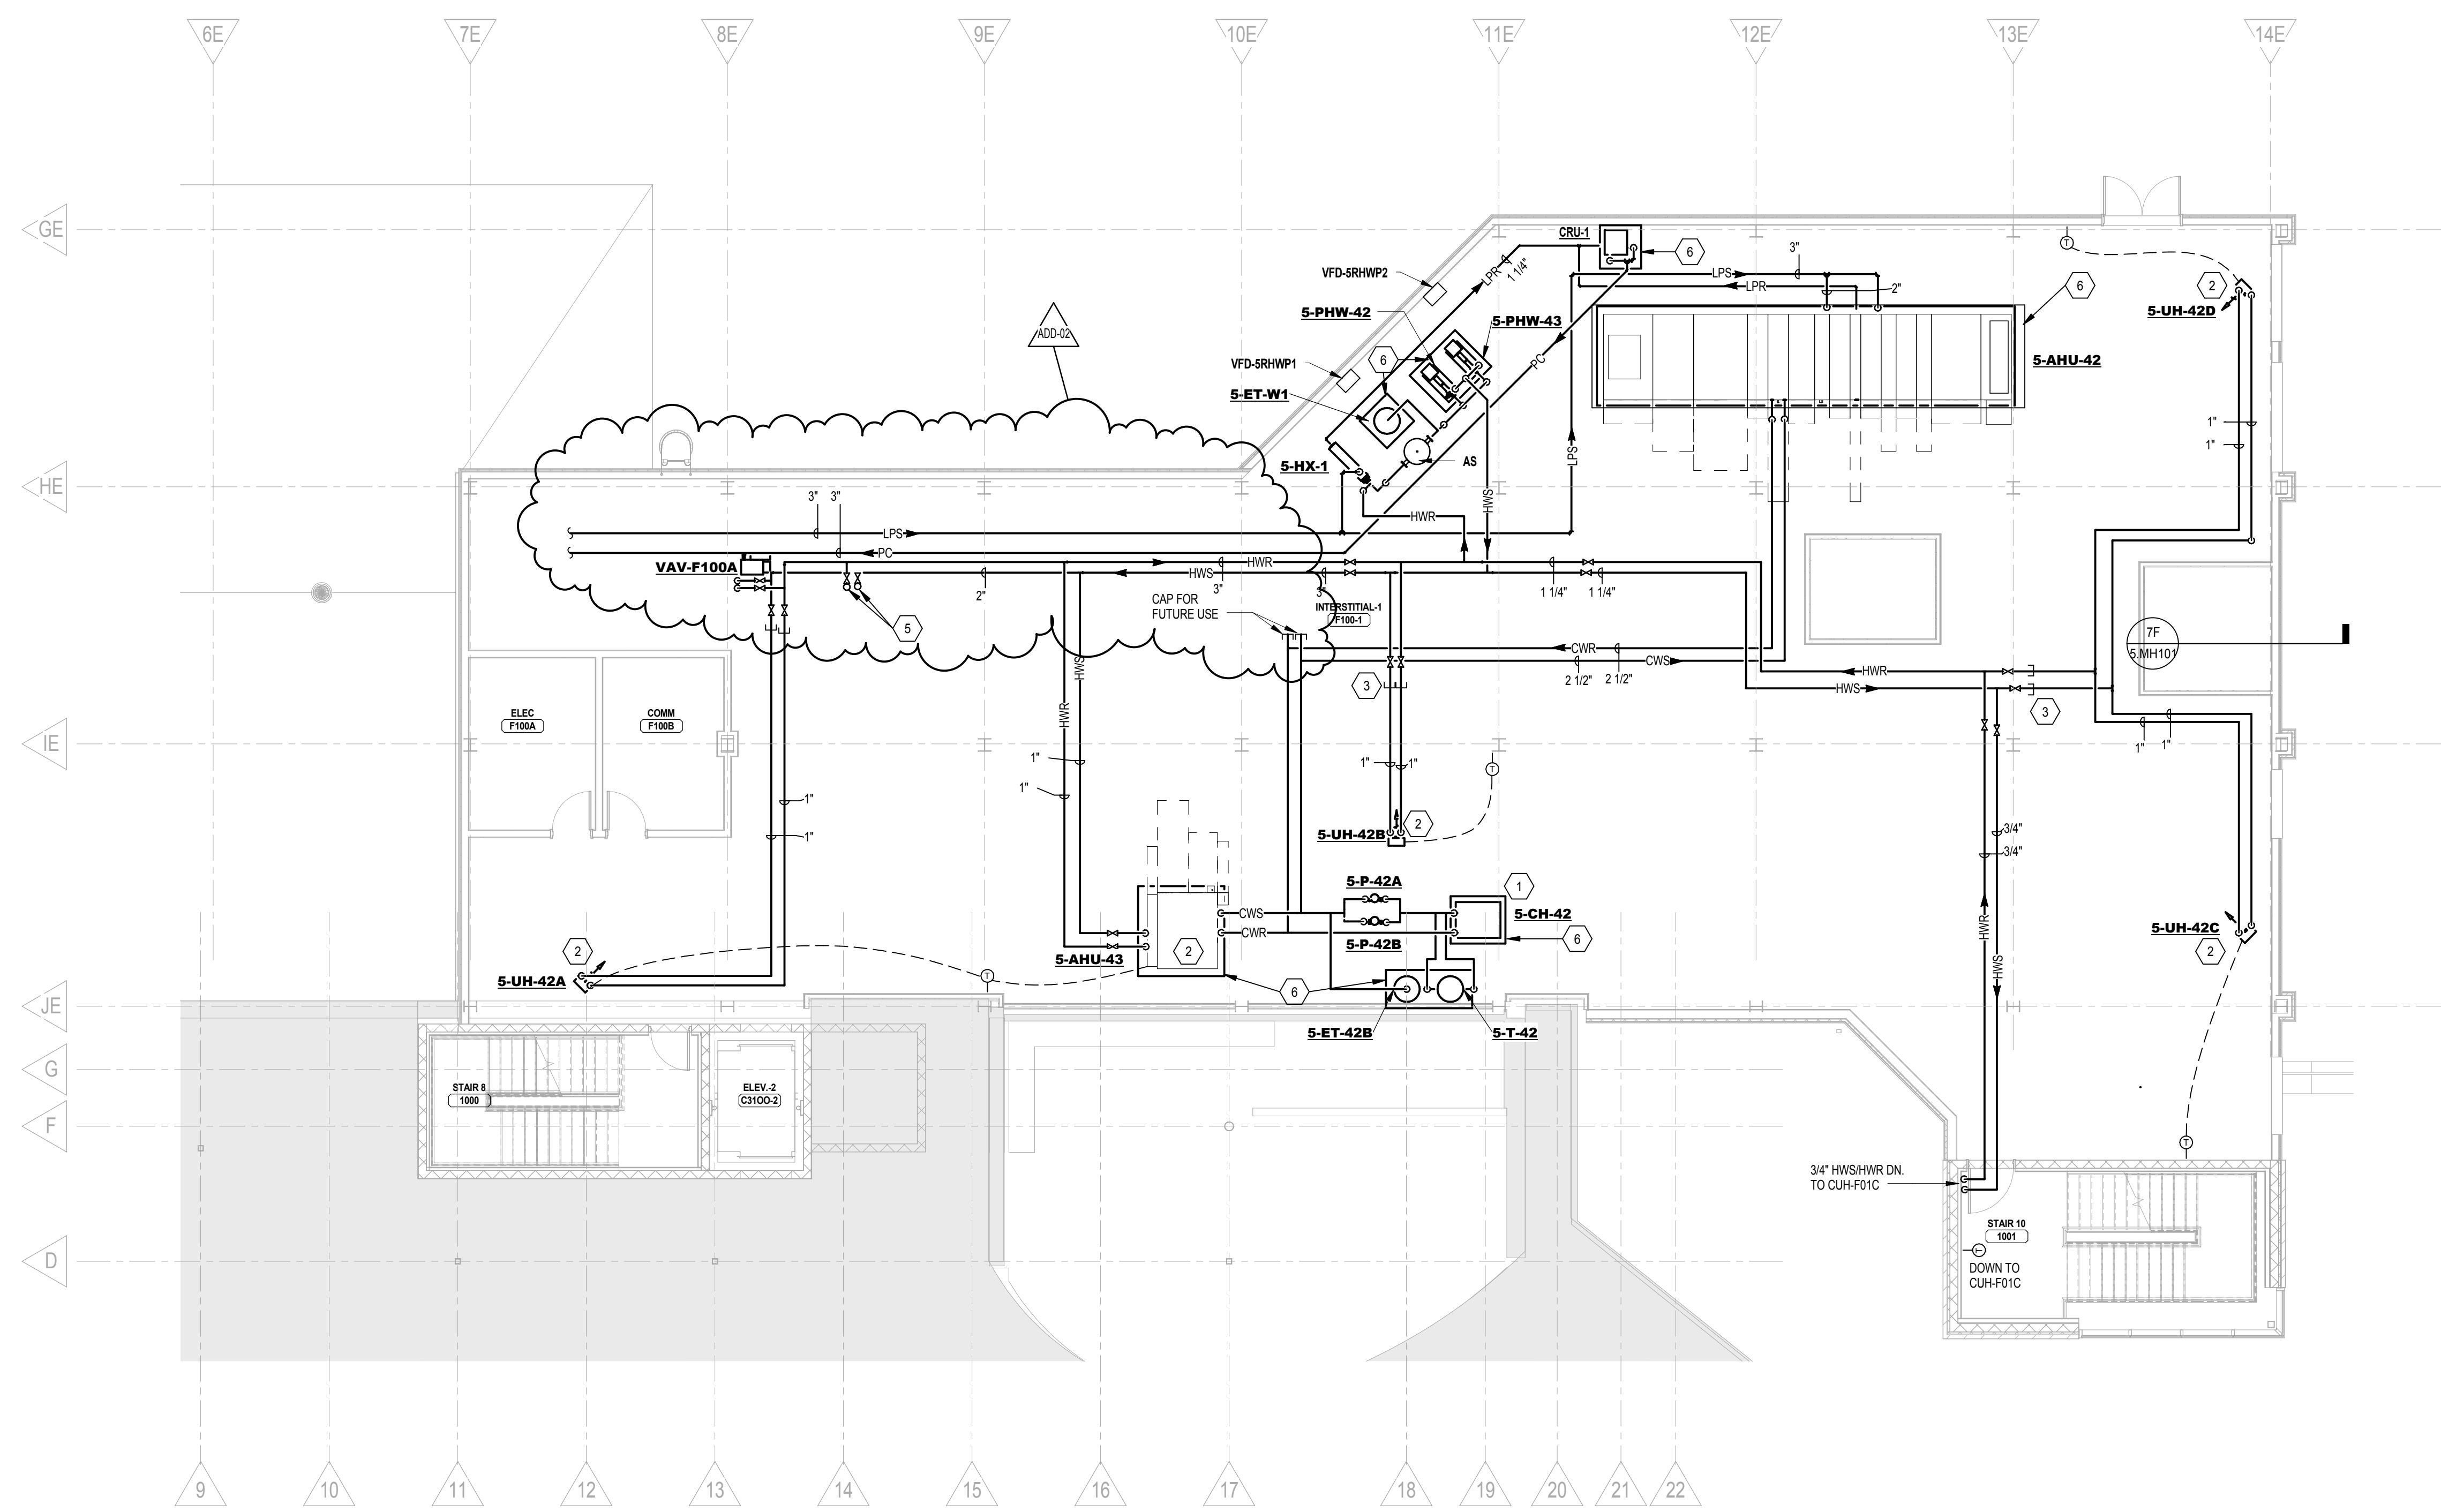 6E
7E
8E
9E
10E
11E
12E
13E
14E
GE
CRU-1
6
3"
T
LPR
1 1/4"
LPS
VFD-5RHWP2
LPR
2"
6
2
5-UH-42D
5-PHW-42
5-PHW-43
ADD-02
6
PC
VFD-5RHWP1
5-AHU-42
5-ET-W1
1"
1"
5-HX-1
AS
LPS
HE
3"
3"
HWS
HWR
LPS
PC
VAV-F100A
HWR
HWS
3"
3"
2"
1 1/4"
1 1/4"
CAP FOR
FUTURE USE
INTERSTITIAL-1
F100-1
5
7F
5.MH101
CWR
CWS
2 1/2"
2 1/2"
HWS
HWR
HWS
3
3
ELEC
F100A
COMM
F100B
HWR
IE
1"
1"
1"
1"
1"
1"
T
1"
1"
5-UH-42B
2
3/4"
3/4"
5-P-42A
1
CWS
5-CH-42
CWR
5-P-42B
6
2
2
5-AHU-43
HWR
5-UH-42C
2
5-UH-42A
T
HWS
6
JE
5-ET-42B
5-T-42
G
STAIR 8
1000
ELEV.-2
C31OO-2
F
T
3/4" HWS/HWR DN.
TO CUH-F01C
STAIR 10
1001
T
D
DOWN TO
CUH-F01C
9
10
11
12
13
14
15
16
17
18
19
20
21
22